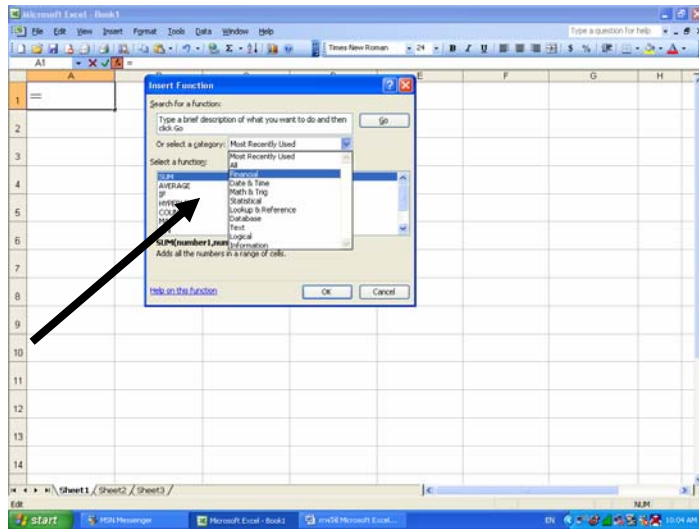 Microsoft Excel - Book1
File Edit View Insert Format Tools Data Window Help
Type a question for help
Times New Roman 24 B I U $ %
A1 =
A E F G H
1 =
2
3
4
5
6
7
8
9
10
11
12
13
14
Insert Function
Search for a function:
Type a brief description of what you want to do and then click Go
Go
Or select a category: Most Recently Used
Most Recently Used
All
Financial
Date & Time
Math & Trig
Statistical
Lookup & Reference
Database
Text
Logical
Information
Select a function:
SUM
AVERAGE
IF
SUM(number1,num
Adds all the numbers in a range of cells.
Help on this function
OK Cancel
Sheet1 Sheet2 Sheet3
Edit NUM
start MSN Messenger Microsoft Excel - Book1 EN 10:04 AM